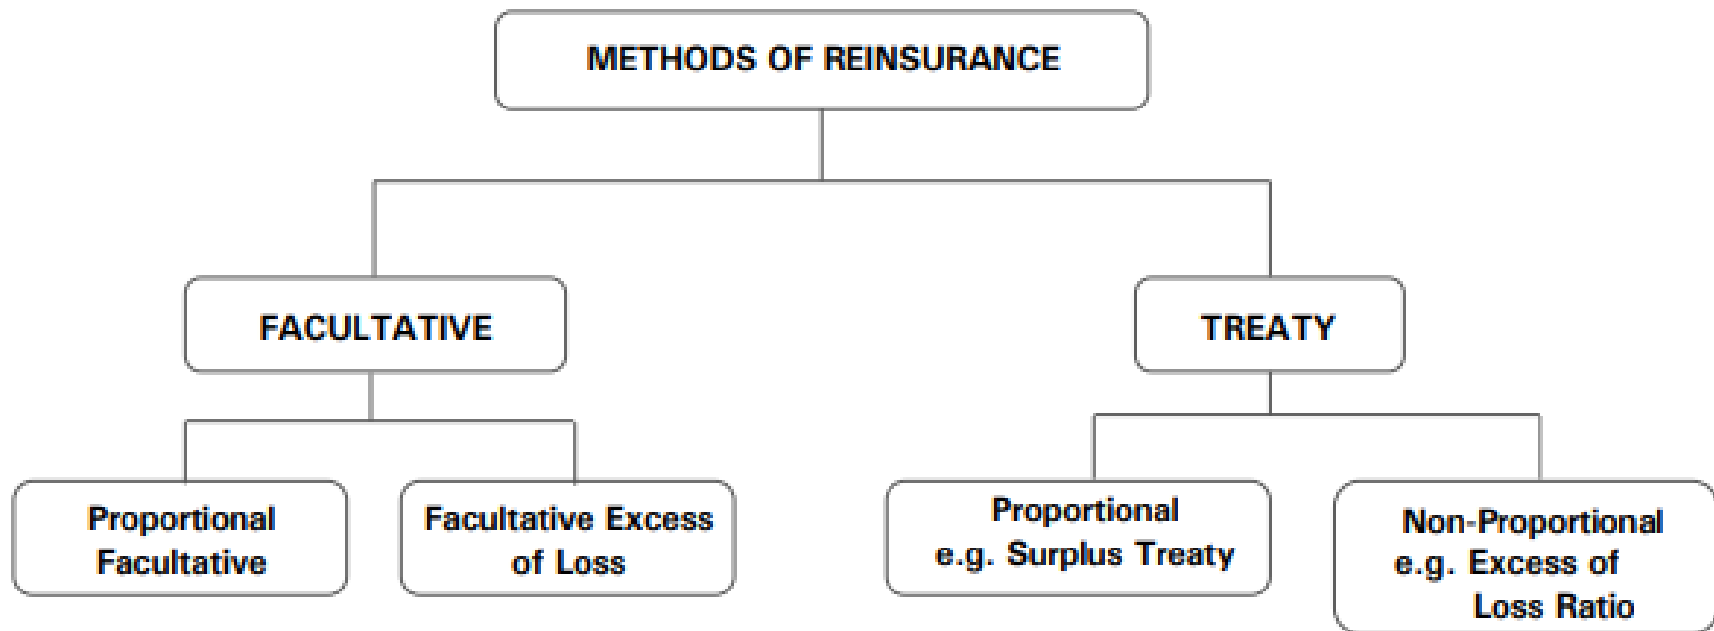 METHODS OF REINSURANCE
FACULTATIVE
TREATY
Proportional
Facultative
Facultative Excess
of Loss
Proportional
e.g. Surplus Treaty
Non-Proportional
e.g. Excess of
Loss Ratio